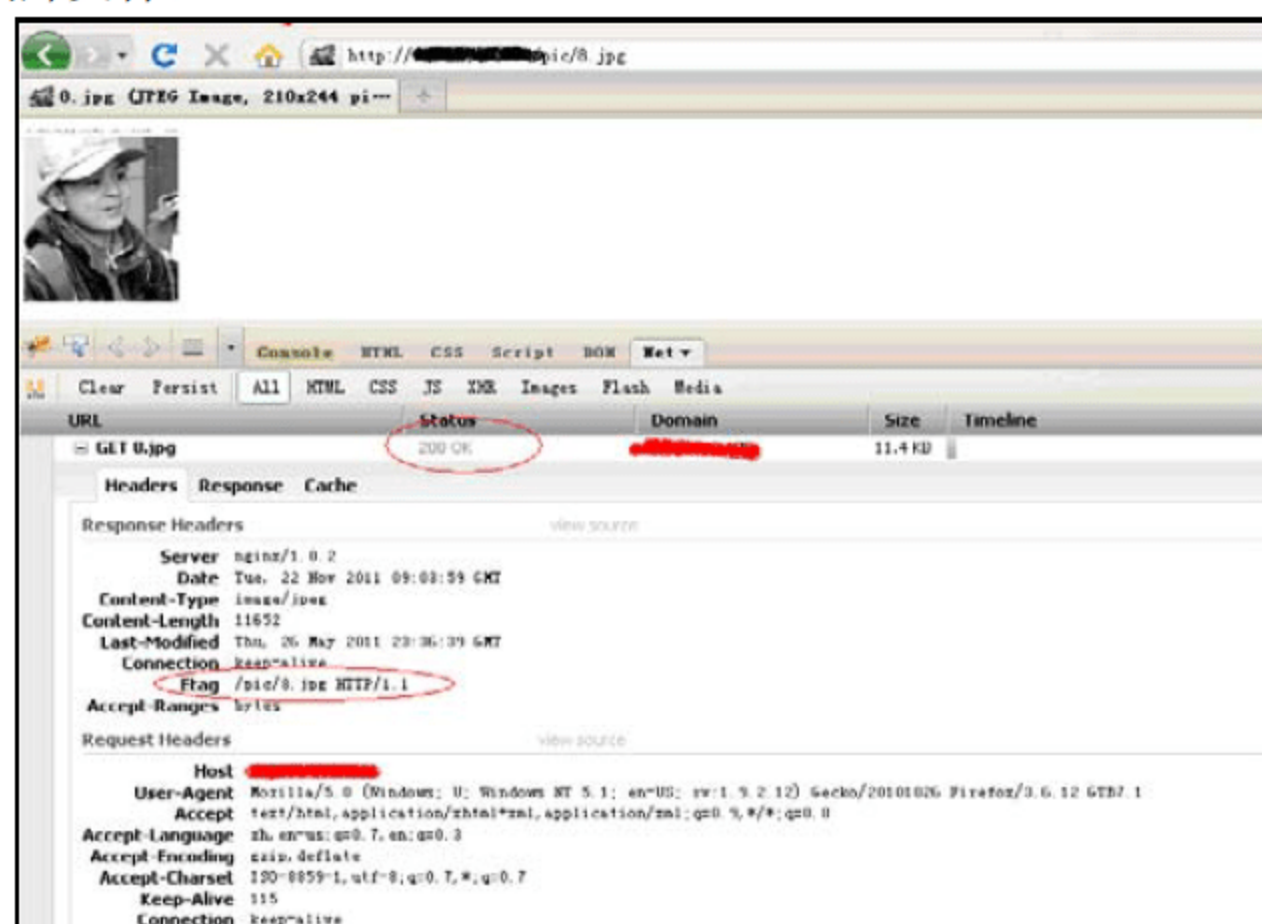 http:// pic/8.jpg
0.jpg (JPEG Image, 210x244 pi…
Console HTML CSS Script DOM Net
Clear Persist All HTML CSS JS XHR Images Flash Media
URL Status Domain Size Timeline
GET 8.jpg 200 OK 11.4 KB
Headers Response Cache
Response Headers view source
Server nginx/1.0.2
Date Tue, 22 Nov 2011 09:03:59 GMT
Content-Type image/jpeg
Content-Length 11652
Last-Modified Thu, 26 May 2011 23:36:39 GMT
Connection keep-alive
Etag /pic/8.jpg HTTP/1.1
Accept-Ranges bytes
Request Headers view source
Host
User-Agent Mozilla/5.0 (Windows; U; Windows NT 5.1; en-US; rv:1.9.2.12) Gecko/20101026 Firefox/3.6.12 GTB7.1
Accept text/html,application/xhtml+xml,application/xml;q=0.9,*/*;q=0.8
Accept-Language zh,en-us;q=0.7,en;q=0.3
Accept-Encoding gzip,deflate
Accept-Charset ISO-8859-1,utf-8;q=0.7,*;q=0.7
Keep-Alive 115
Connection keep-alive